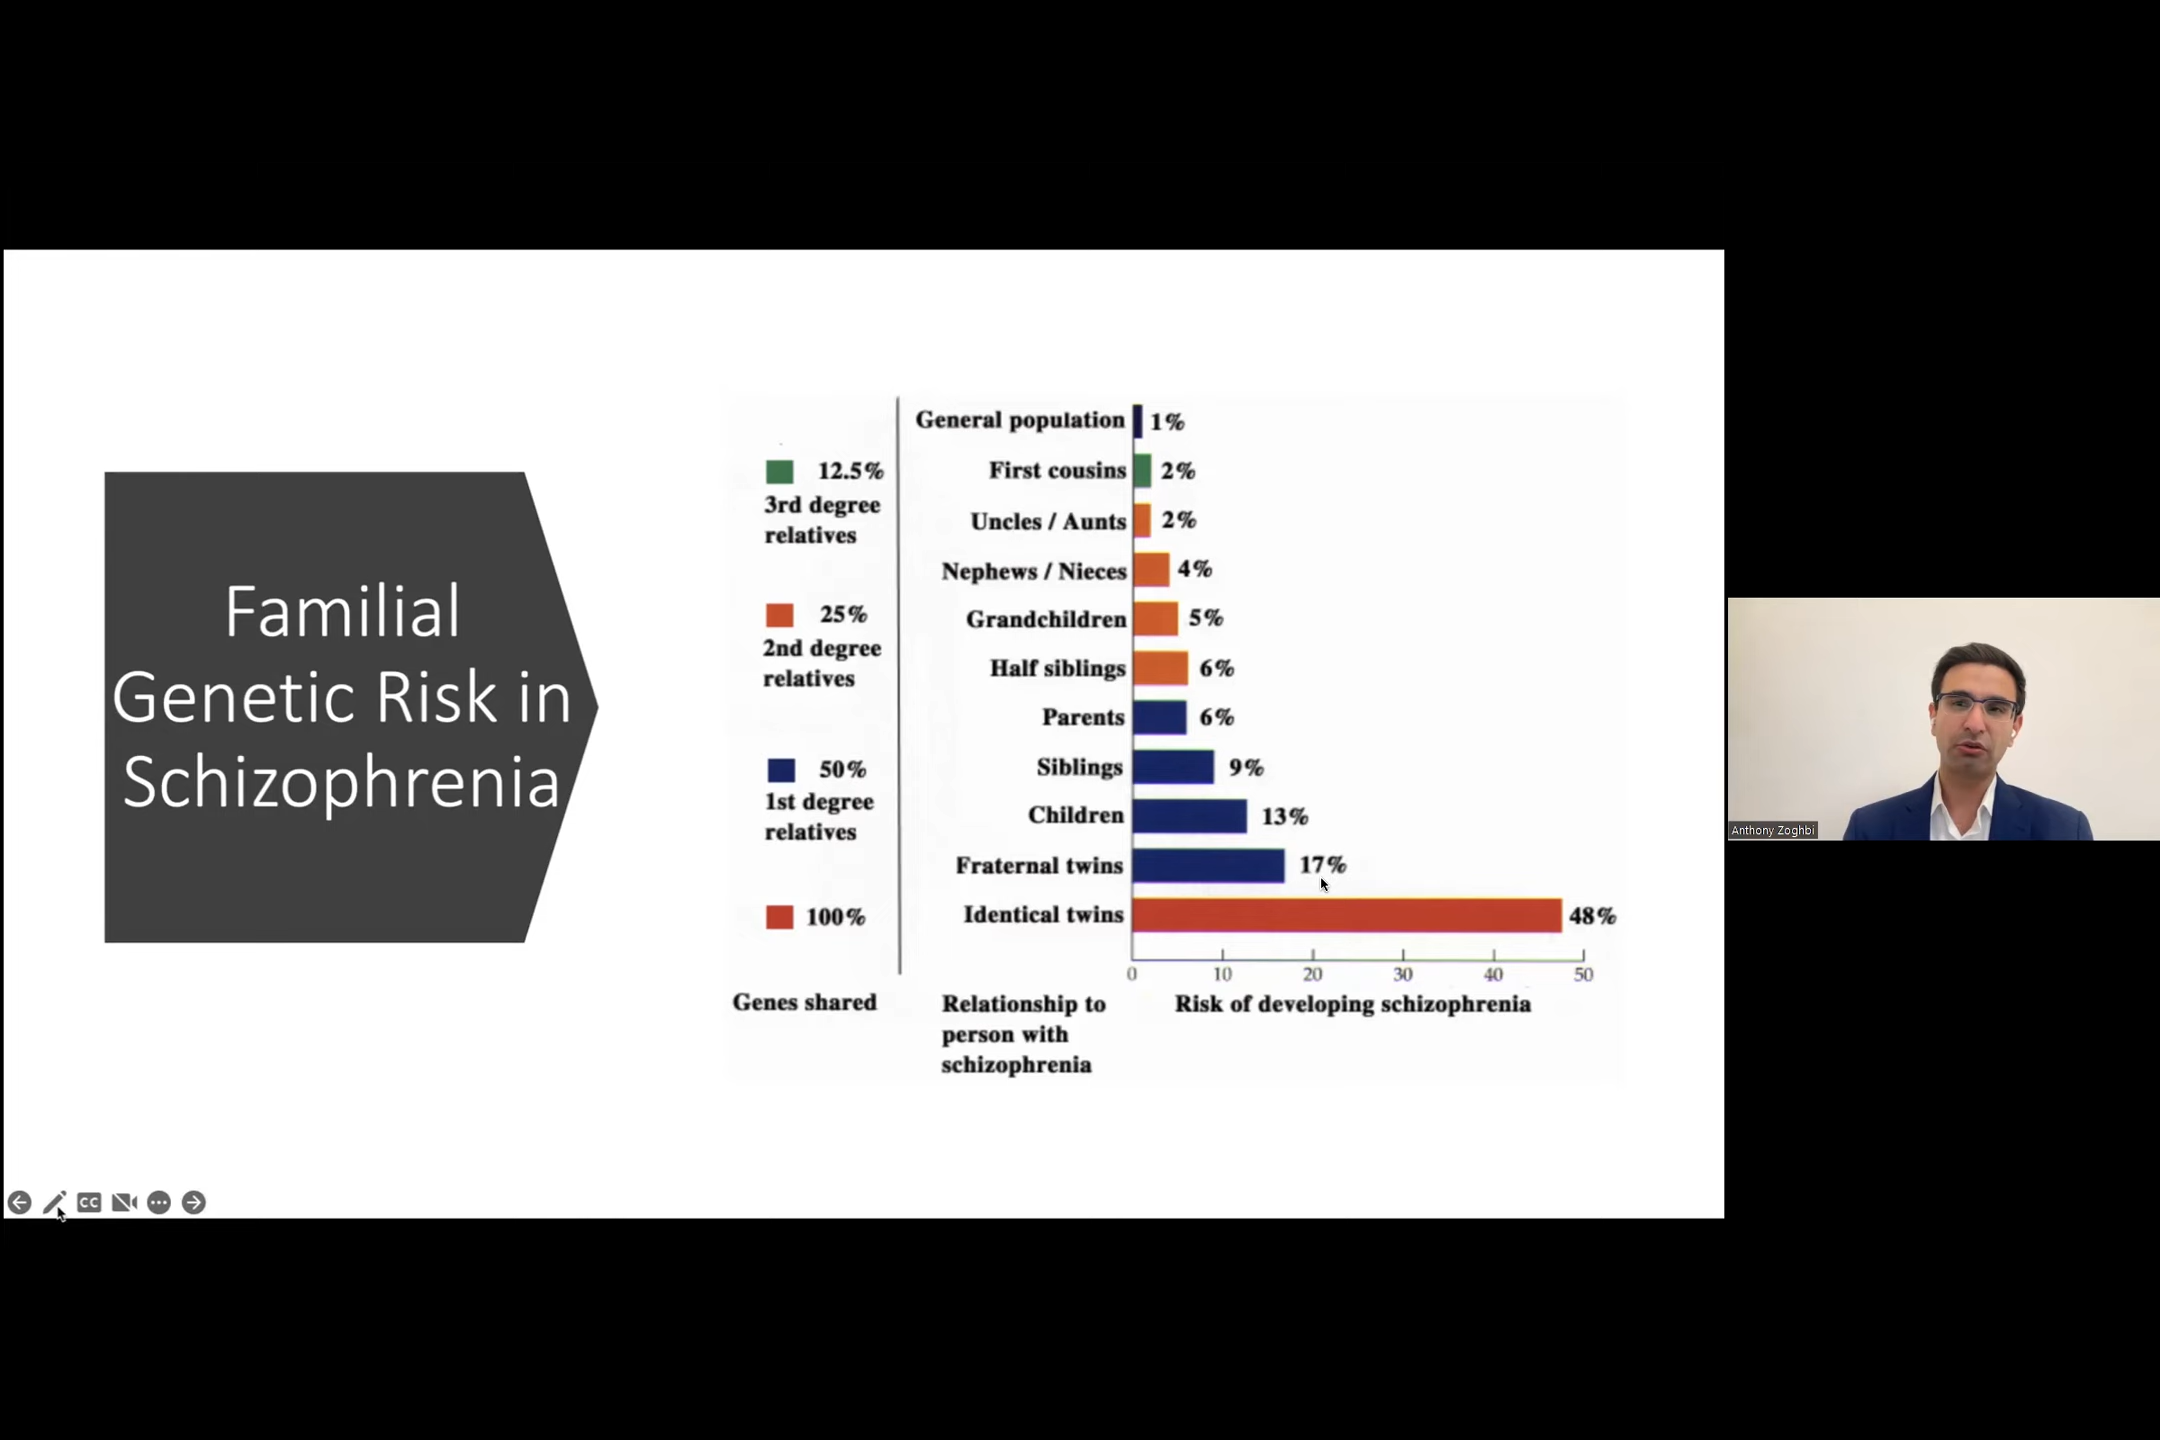 Familial
Genetic Risk in
Schizophrenia
12.5%
3rd degree
relatives
25%
2nd degree
relatives
50%
1st degree
relatives
100%
Genes shared
General population 1%
First cousins 2%
Uncles / Aunts 2%
Nephews / Nieces 4%
Grandchildren 5%
Half siblings 6%
Parents 6%
Siblings 9%
Children 13%
Fraternal twins 17%
Identical twins 48%
0 10 20 30 40 50
Relationship to
person with
schizophrenia
Risk of developing schizophrenia
CC
Anthony Zoghbi